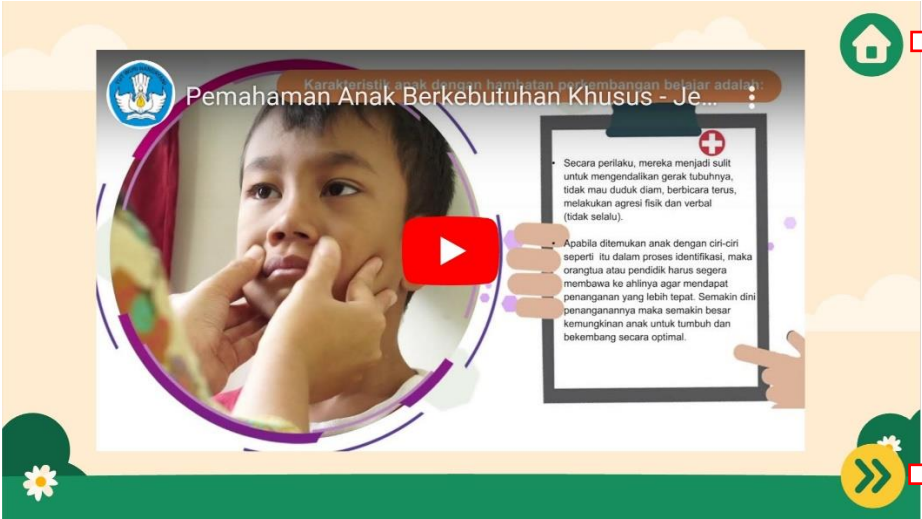 Karakteristik anak dengan hambatan perkembangan belajar adalah:
Pemahaman Anak Berkebutuhan Khusus - Je...
• Secara perilaku, mereka menjadi sulit
untuk mengendalikan gerak tubuhnya,
tidak mau duduk diam, berbicara terus,
melakukan agresi fisik dan verbal
(tidak selalu).
• Apabila ditemukan anak dengan ciri-ciri
seperti itu dalam proses identifikasi, maka
orangtua atau pendidik harus segera
membawa ke ahlinya agar mendapat
penanganan yang lebih tepat. Semakin dini
penanganannya maka semakin besar
kemungkinan anak untuk tumbuh dan
bekembang secara optimal.